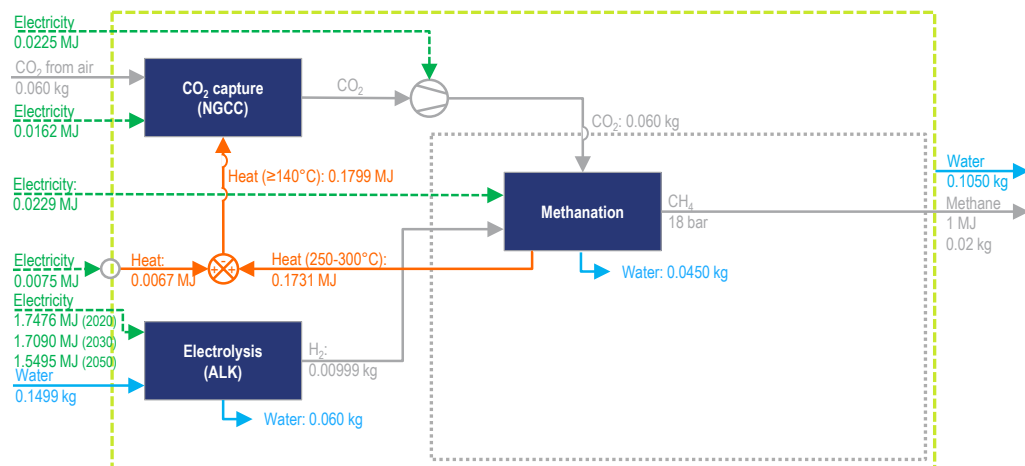 Electricity
0.0225 MJ
CO₂ from air
0.060 kg
Electricity
0.0162 MJ
CO₂ capture
(NGCC)
CO₂
CO₂: 0.060 kg
Heat (≥140°C): 0.1799 MJ
Electricity:
0.0229 MJ
Methanation
CH₄
18 bar
Water
0.1050 kg
Methane
1 MJ
0.02 kg
Electricity
0.0075 MJ
Heat:
0.0067 MJ
- + +
Heat (250-300°C):
0.1731 MJ
Water: 0.0450 kg
Electricity
1.7476 MJ (2020)
1.7090 MJ (2030)
1.5495 MJ (2050)
Water
0.1499 kg
Electrolysis
(ALK)
H₂:
0.00999 kg
Water: 0.060 kg